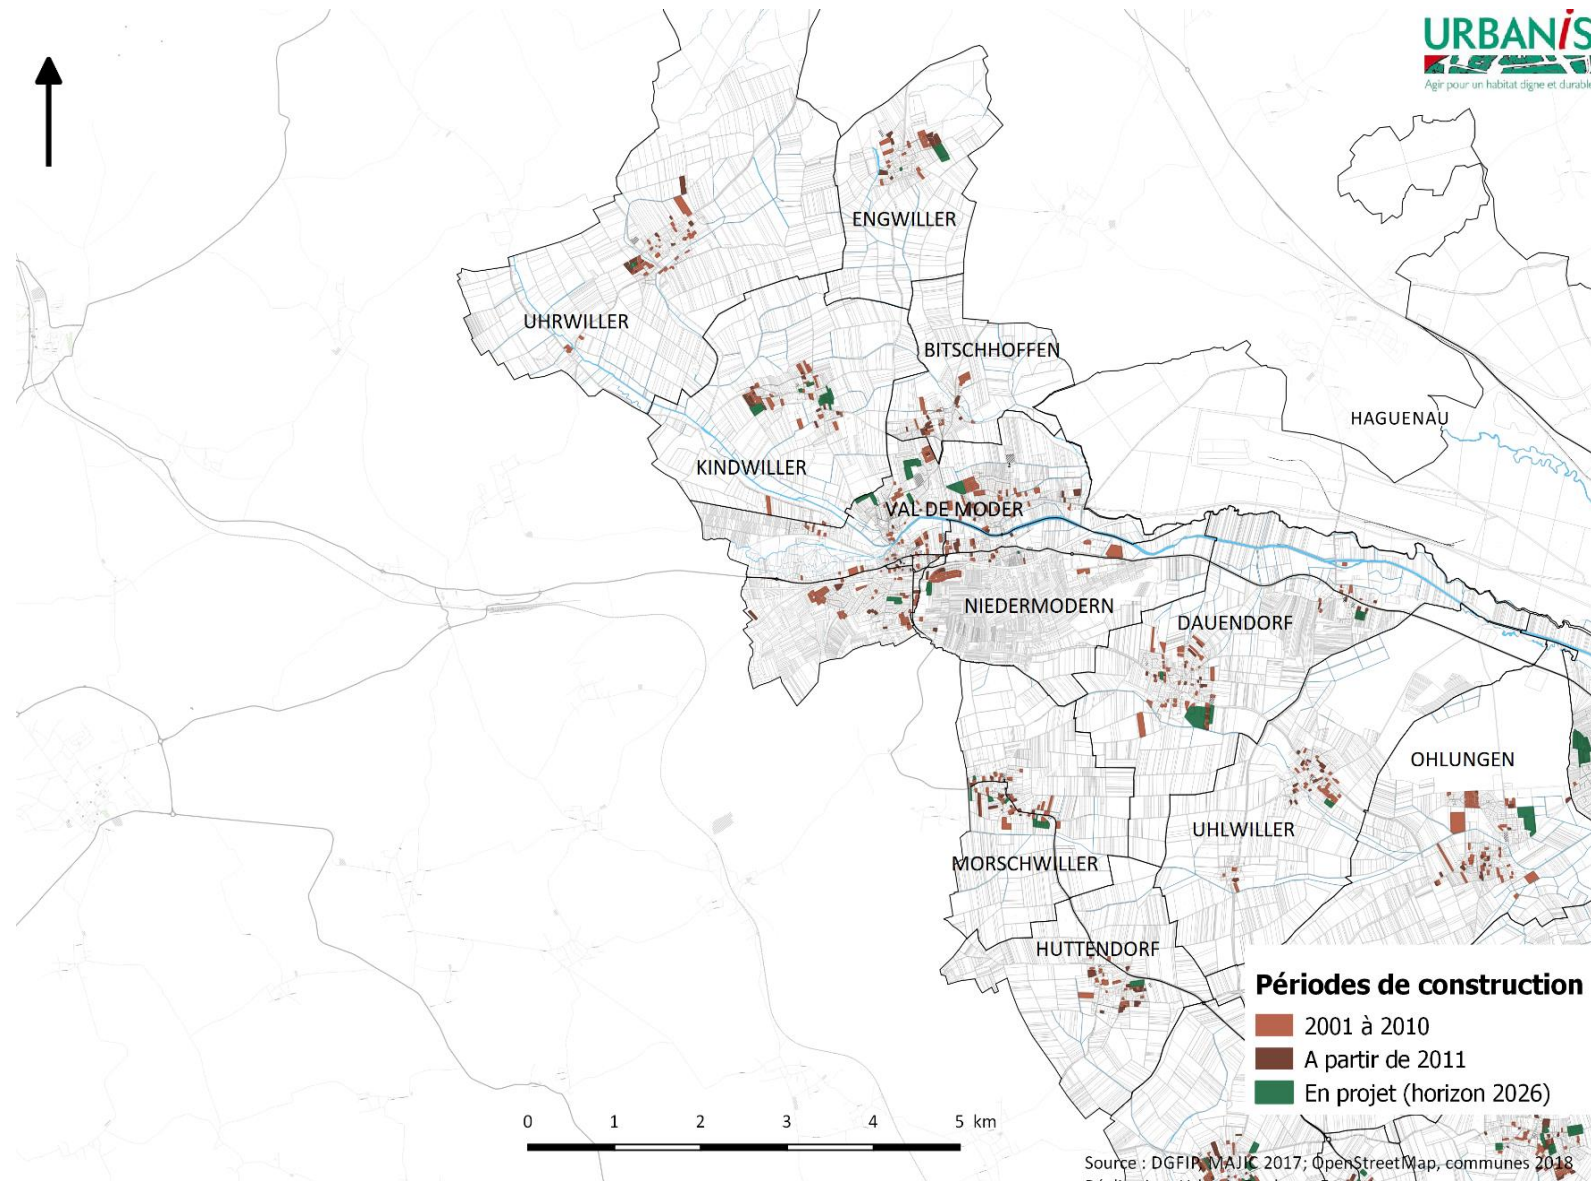 URBANiS
Agir pour un habitat digne et durable
ENGWILLER
UHRWILLER
BITSCHHOFFEN
HAGUENAU
KINDWILLER
VAL DE MODER
NIEDERMODERN
DAUENDORF
OHLUNGEN
UHLWILLER
MORSCHWILLER
HUTTENDORF
Périodes de construction
2001 à 2010
A partir de 2011
En projet (horizon 2026)
0 1 2 3 4 5 km
Source : DGFIP, MAJIC 2017; OpenStreetMap, communes 2018